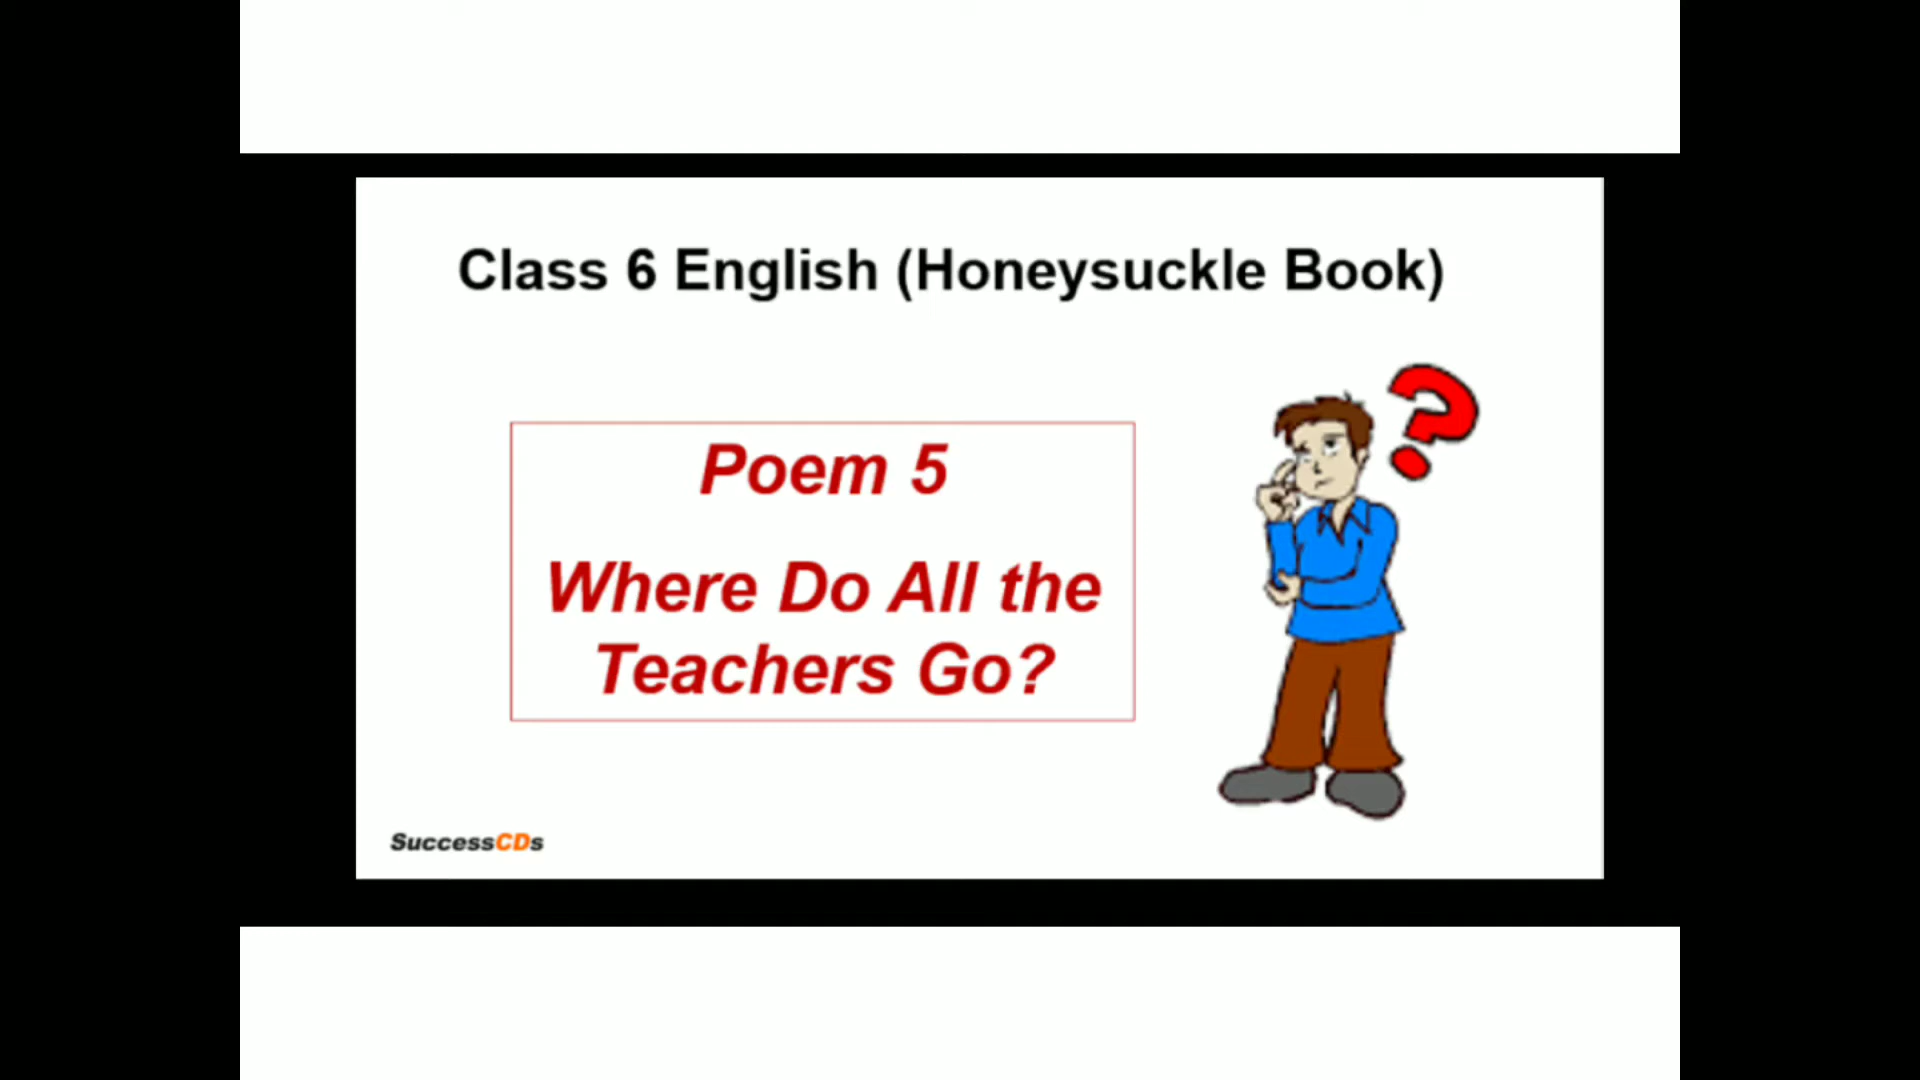 Class 6 English (Honeysuckle Book)
Poem 5
Where Do All the
Teachers Go?
SuccessCDs